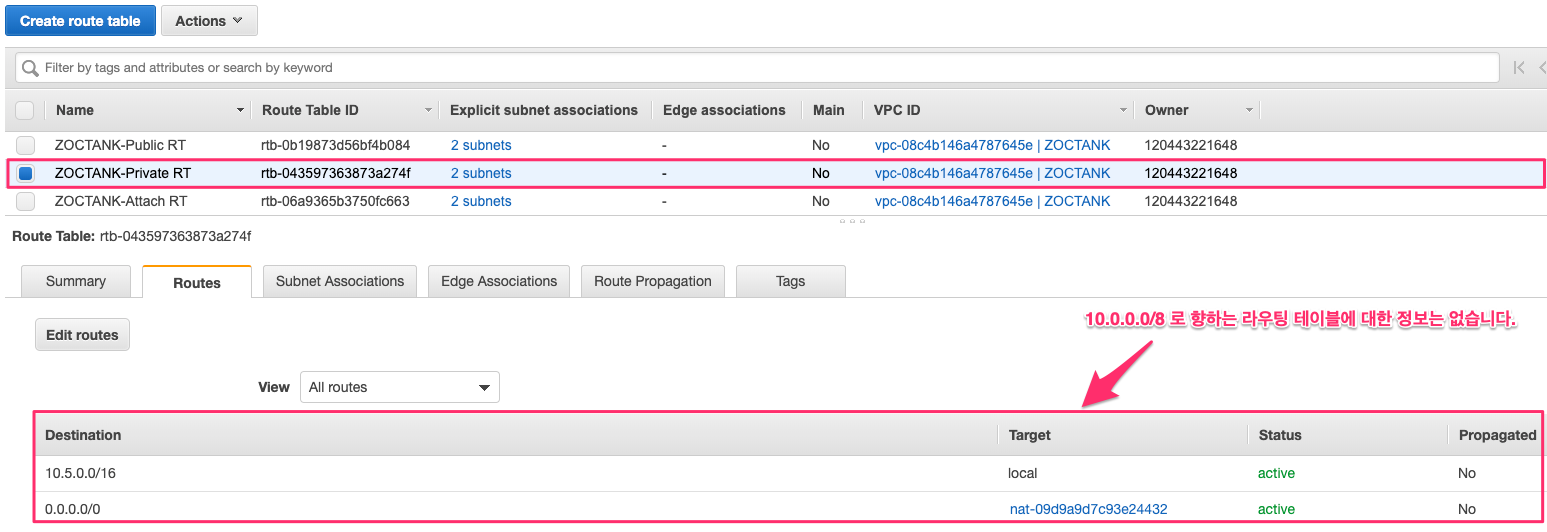 Create route table Actions
Filter by tags and attributes or search by keyword
Name Route Table ID Explicit subnet associations Edge associations Main VPC ID Owner
ZOCTANK-Public RT rtb-0b19873d56bf4b084 2 subnets - No vpc-08c4b146a4787645e | ZOCTANK 120443221648
ZOCTANK-Private RT rtb-043597363873a274f 2 subnets - No vpc-08c4b146a4787645e | ZOCTANK 120443221648
ZOCTANK-Attach RT rtb-06a9365b3750fc663 2 subnets - No vpc-08c4b146a4787645e | ZOCTANK 120443221648
Route Table: rtb-043597363873a274f
Summary Routes Subnet Associations Edge Associations Route Propagation Tags
10.0.0.0/8 로 향하는 라우팅 테이블에 대한 정보는 없습니다.
Edit routes
View All routes
Destination Target Status Propagated
10.5.0.0/16 local active No
0.0.0.0/0 nat-09d9a9d7c93e24432 active No